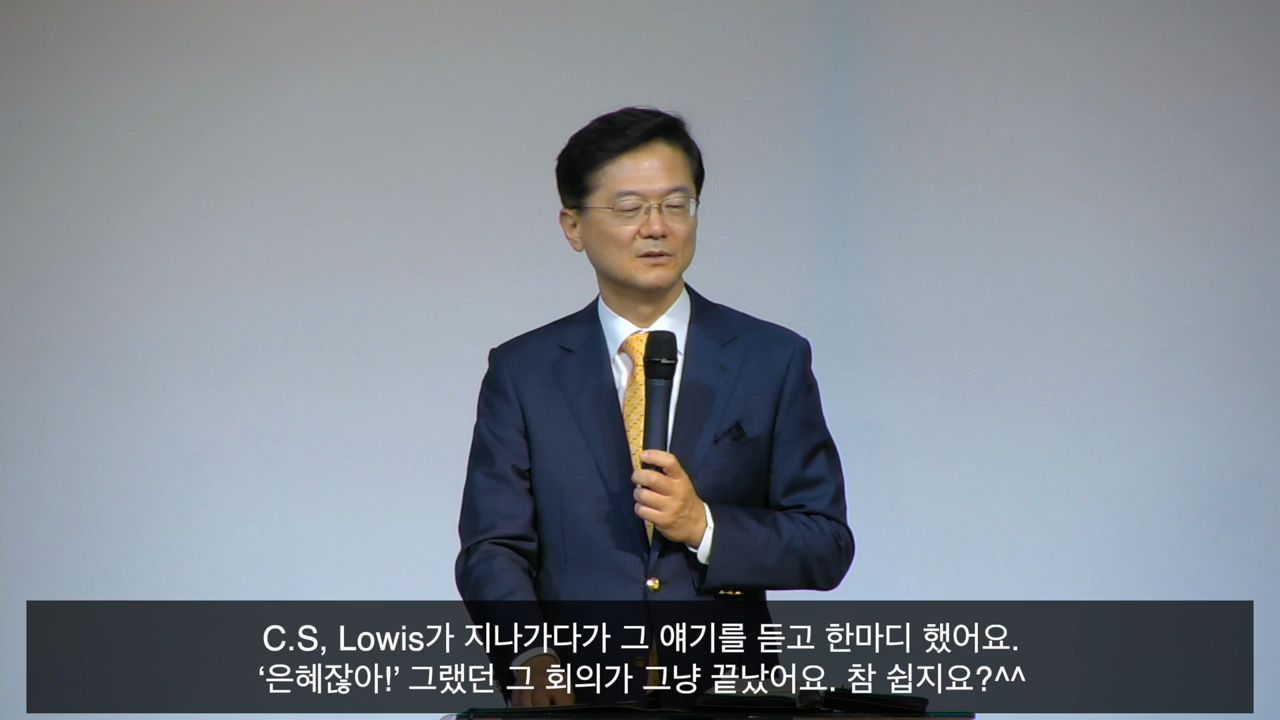 C.S, Lowis가 지나가다가 그 얘기를 듣고 한마디 했어요.
‘은혜잖아!’ 그랬던 그 회의가 그냥 끝났어요. 참 쉽지요?^^